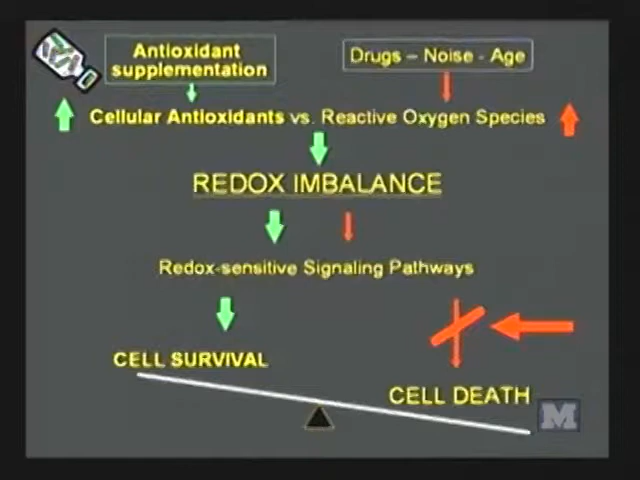 Antioxidant
supplementation
Drugs – Noise - Age
Cellular Antioxidants vs. Reactive Oxygen Species
REDOX IMBALANCE
Redox-sensitive Signaling Pathways
CELL SURVIVAL
CELL DEATH
M